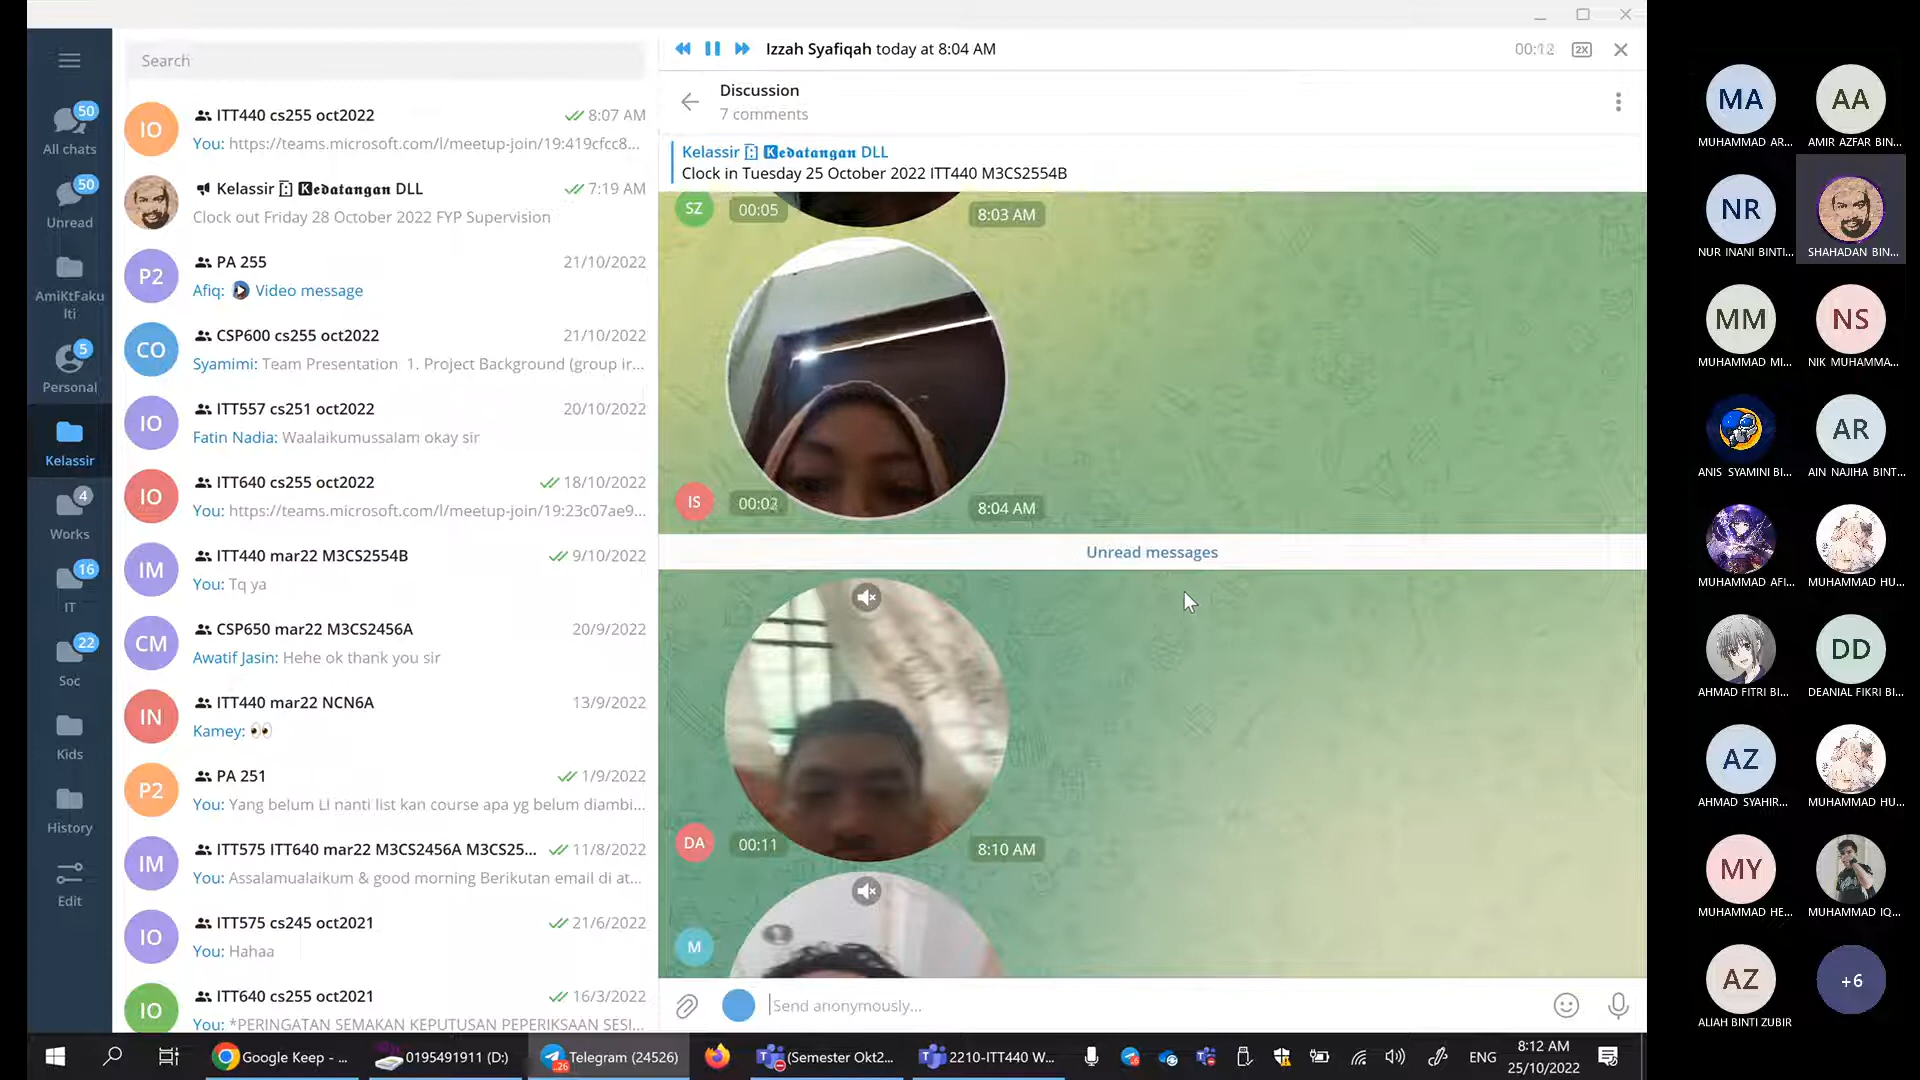 Search
50
All chats
50
Unread
AmiKtFaku
lti
5
Personal
Kelassir
4
Works
16
IT
22
Soc
Kids
History
Edit
IO
ITT440 cs255 oct2022
8:07 AM
You: https://teams.microsoft.com/l/meetup-join/19:419cfcc8...
Kelassir Kedatangan DLL
7:19 AM
Clock out Friday 28 October 2022 FYP Supervision
P2
PA 255
21/10/2022
Afiq: Video message
CO
CSP600 cs255 oct2022
21/10/2022
Syamimi: Team Presentation 1. Project Background (group ir...
IO
ITT557 cs251 oct2022
20/10/2022
Fatin Nadia: Waalaikumussalam okay sir
IO
ITT640 cs255 oct2022
18/10/2022
You: https://teams.microsoft.com/l/meetup-join/19:23c07ae9...
IM
ITT440 mar22 M3CS2554B
9/10/2022
You: Tq ya
CM
CSP650 mar22 M3CS2456A
20/9/2022
Awatif Jasin: Hehe ok thank you sir
IN
ITT440 mar22 NCN6A
13/9/2022
Kamey: 👀
P2
PA 251
1/9/2022
You: Yang belum LI nanti list kan course apa yg belum diambi...
IM
ITT575 ITT640 mar22 M3CS2456A M3CS25...
11/8/2022
You: Assalamualaikum & good morning Berikutan email di at...
IO
ITT575 cs245 oct2021
21/6/2022
You: Hahaa
IO
ITT640 cs255 oct2021
16/3/2022
You: *PERINGATAN SEMAKAN KEPUTUSAN PEPERIKSAAN SESI...
Izzah Syafiqah today at 8:04 AM
00:12
2X
Discussion
7 comments
Kelassir Kedatangan DLL
Clock in Tuesday 25 October 2022 ITT440 M3CS2554B
SZ
00:05
8:03 AM
IS
8:04 AM
Unread messages
DA
00:11
8:10 AM
M
Send anonymously...
MA
MUHAMMAD AR...
AA
AMIR AZFAR BIN...
NR
NUR INANI BINTI...
SHAHADAN BIN...
MM
MUHAMMAD MI...
NS
NIK MUHAMMA...
ANIS SYAMINI BI...
AR
AIN NAJIHA BINT...
MUHAMMAD AFI...
MUHAMMAD HU...
AHMAD FITRI BI...
DD
DEANIAL FIKRI BI...
AZ
AHMAD SYAHIR...
MUHAMMAD HU...
MY
MUHAMMAD HE...
MUHAMMAD IQ...
AZ
ALIAH BINTI ZUBIR
+6
Google Keep - ...
0195491911 (D:)
Telegram (24526)
(Semester Okt2...
2210-ITT440 W...
ENG
8:12 AM
25/10/2022